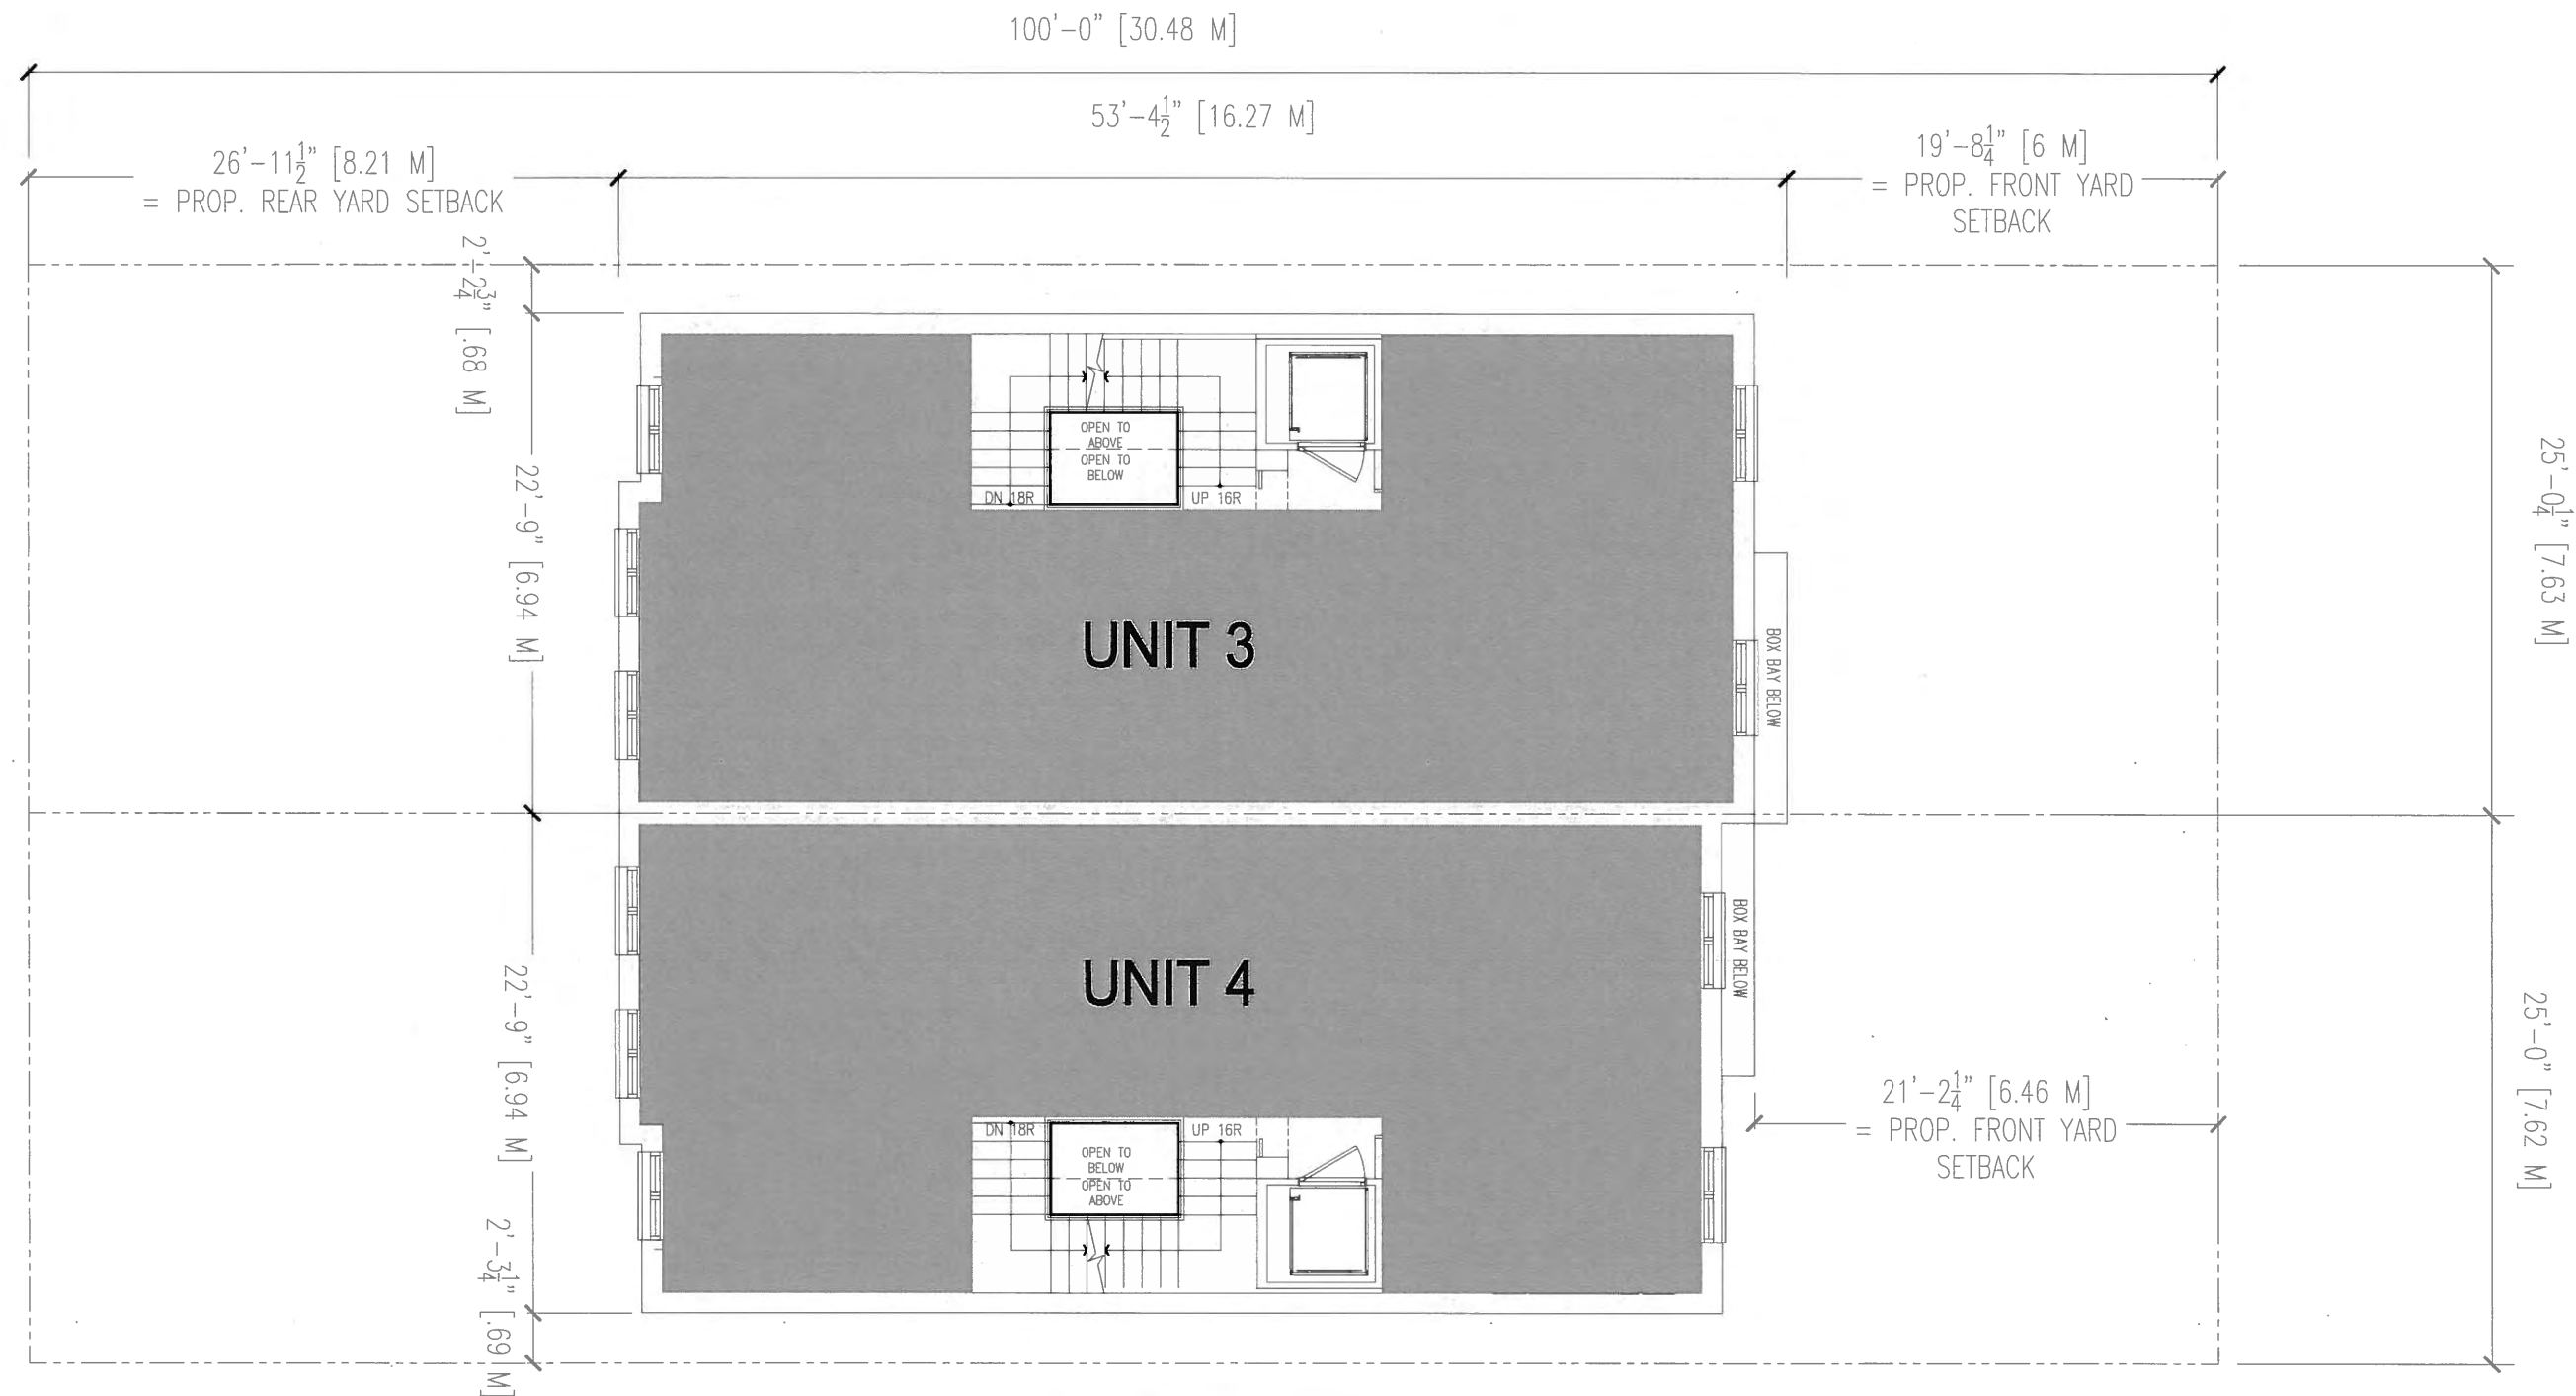 100'-0" [30.48 M]
53'-4½" [16.27 M]
26'-11½" [8.21 M]
= PROP. REAR YARD SETBACK
19'-8¼" [6 M]
= PROP. FRONT YARD
SETBACK
2'-2¾" [.68 M]
22'-9" [6.94 M]
25'-0¼" [7.63 M]
OPEN TO
ABOVE
OPEN TO
BELOW
DN 18R
UP 16R
UNIT 3
BOX BAY BELOW
UNIT 4
BOX BAY BELOW
22'-9" [6.94 M]
25'-0" [7.62 M]
21'-2¼" [6.46 M]
= PROP. FRONT YARD
SETBACK
DN 18R
UP 16R
OPEN TO
BELOW
OPEN TO
ABOVE
2'-3¼" [.69 M]